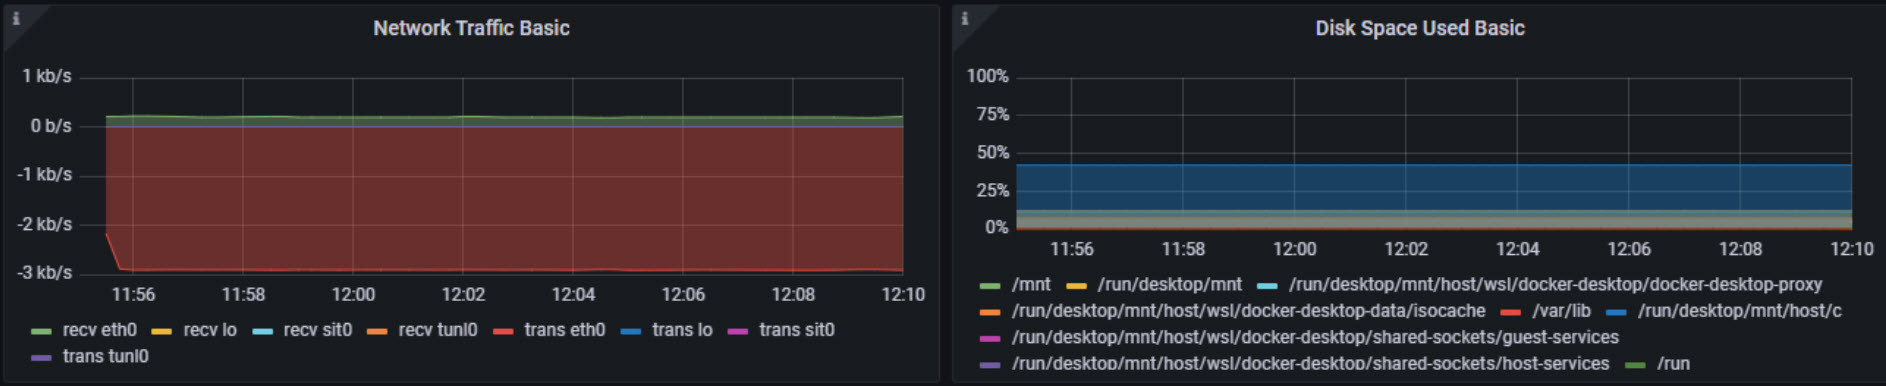 Network Traffic Basic
1 kb/s
0 b/s
-1 kb/s
-2 kb/s
-3 kb/s
11:56 11:58 12:00 12:02 12:04 12:06 12:08 12:10
recv eth0 recv lo recv sit0 recv tunl0 trans eth0 trans lo trans sit0
trans tunl0
Disk Space Used Basic
100%
75%
50%
25%
0%
11:56 11:58 12:00 12:02 12:04 12:06 12:08 12:10
/mnt /run/desktop/mnt /run/desktop/mnt/host/wsl/docker-desktop/docker-desktop-proxy
/run/desktop/mnt/host/wsl/docker-desktop-data/isocache /var/lib /run/desktop/mnt/host/c
/run/desktop/mnt/host/wsl/docker-desktop/shared-sockets/guest-services
/run/desktop/mnt/host/wsl/docker-desktop/shared-sockets/host-services /run